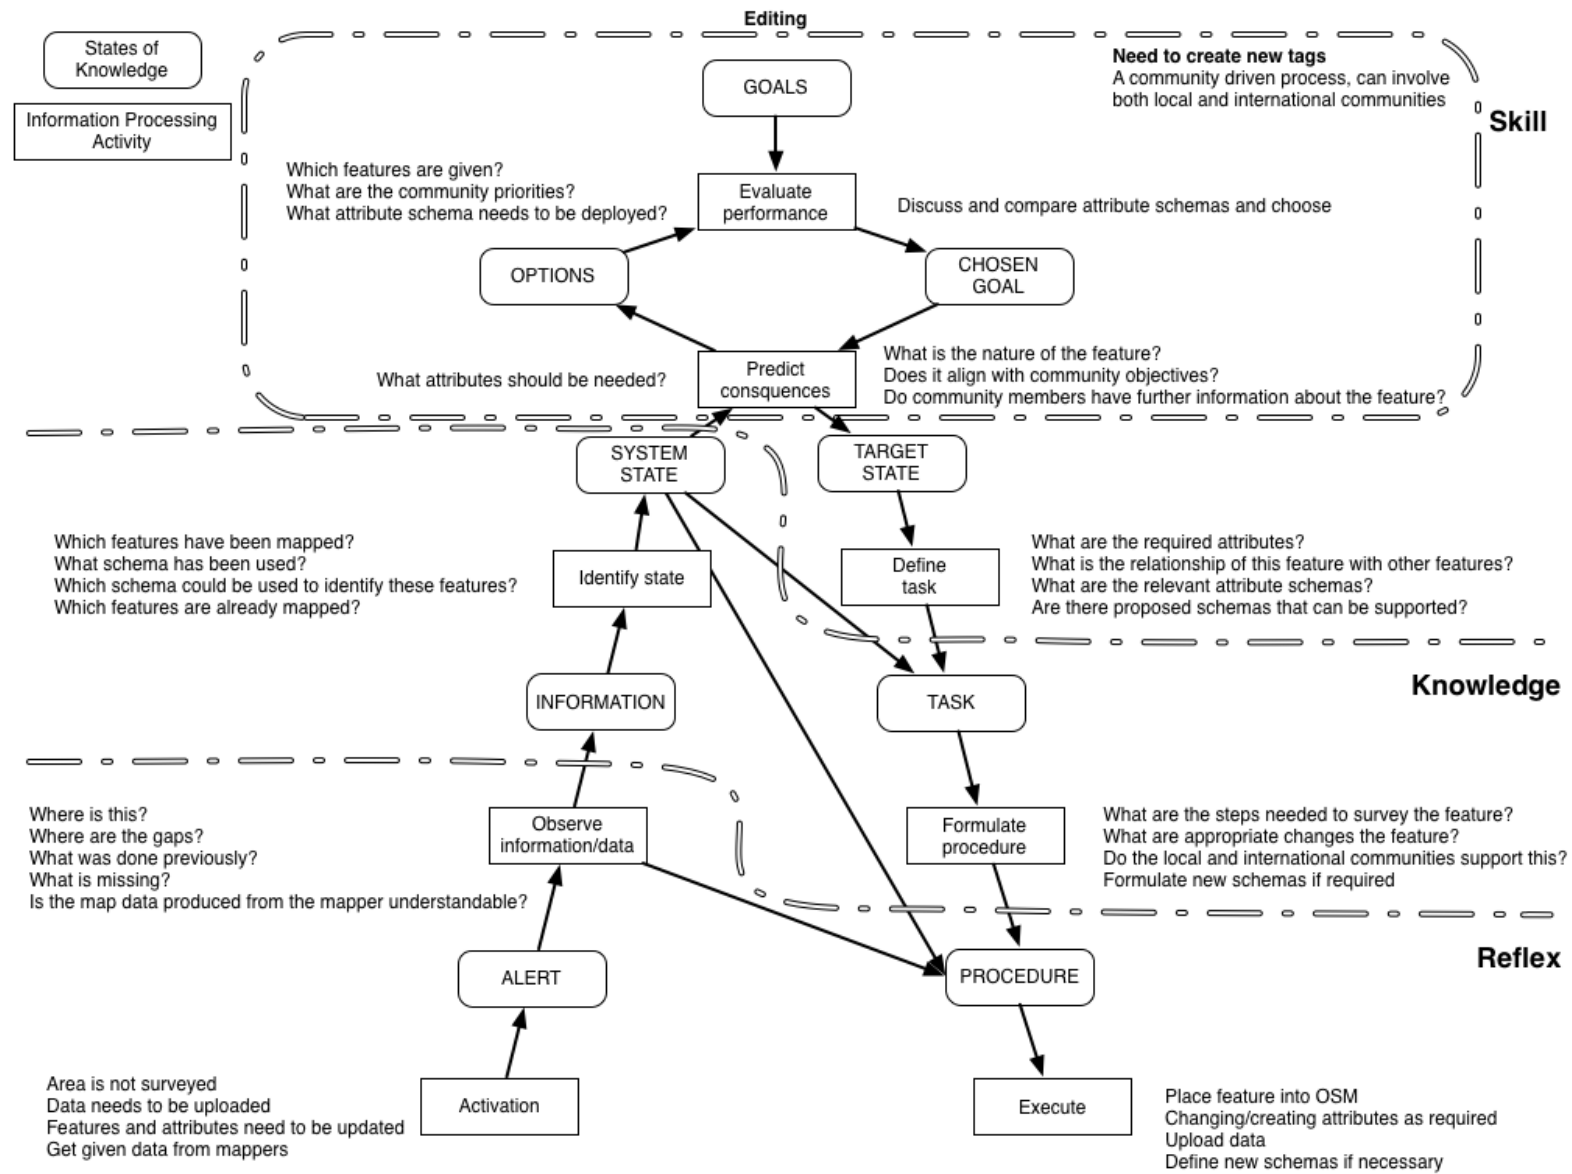 Editing
States of
Knowledge
Information Processing
Activity
Need to create new tags
A community driven process, can involve
both local and international communities
Skill
GOALS
Which features are given?
What are the community priorities?
What attribute schema needs to be deployed?
Evaluate
performance
Discuss and compare attribute schemas and choose
OPTIONS
CHOSEN
GOAL
What attributes should be needed?
Predict
consquences
What is the nature of the feature?
Does it align with community objectives?
Do community members have further information about the feature?
SYSTEM
STATE
TARGET
STATE
Which features have been mapped?
What schema has been used?
Which schema could be used to identify these features?
Which features are already mapped?
Identify state
Define
task
What are the required attributes?
What is the relationship of this feature with other features?
What are the relevant attribute schemas?
Are there proposed schemas that can be supported?
Knowledge
INFORMATION
TASK
Where is this?
Where are the gaps?
What was done previously?
What is missing?
Is the map data produced from the mapper understandable?
Observe
information/data
Formulate
procedure
What are the steps needed to survey the feature?
What are appropriate changes the feature?
Do the local and international communities support this?
Formulate new schemas if required
Reflex
ALERT
PROCEDURE
Area is not surveyed
Data needs to be uploaded
Features and attributes need to be updated
Get given data from mappers
Activation
Execute
Place feature into OSM
Changing/creating attributes as required
Upload data
Define new schemas if necessary